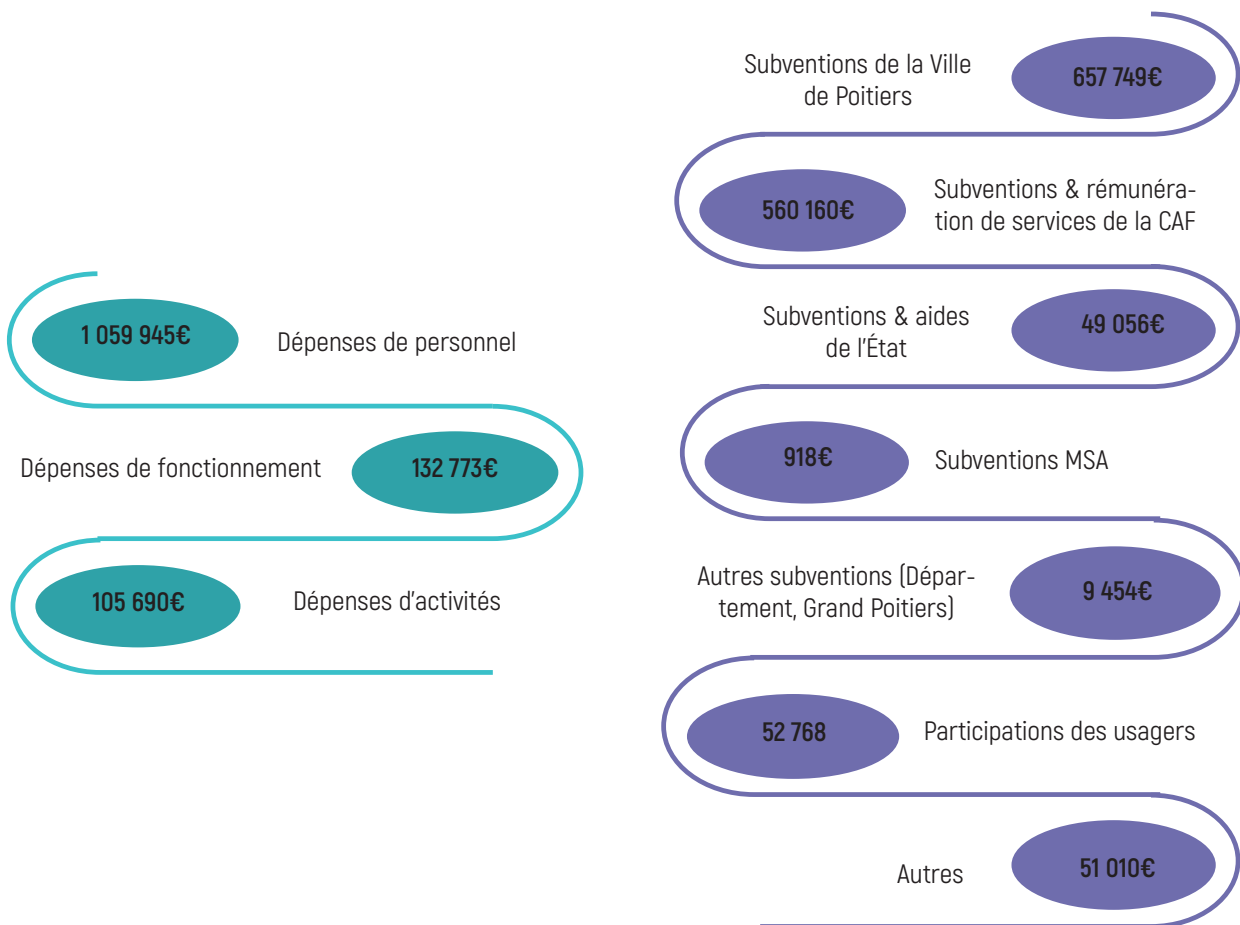 1 059 945€
Dépenses de personnel
Dépenses de fonctionnement
132 773€
105 690€
Dépenses d'activités
Subventions de la Ville
de Poitiers
657 749€
560 160€
Subventions & rémunéra-
tion de services de la CAF
Subventions & aides
de l'État
49 056€
918€
Subventions MSA
Autres subventions (Dépar-
tement, Grand Poitiers)
9 454€
52 768
Participations des usagers
Autres
51 010€